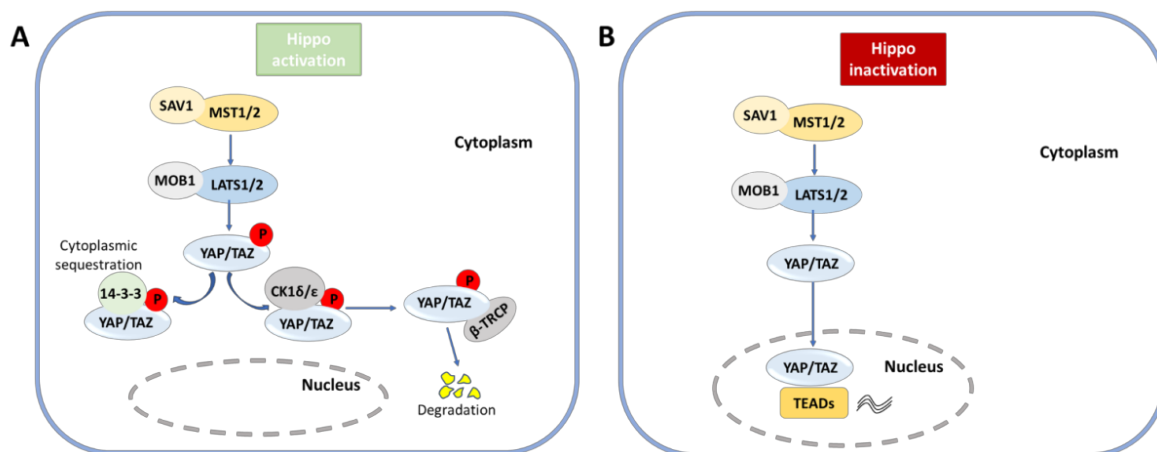 A
Hippo
activation
SAV1
MST1/2
Cytoplasm
MOB1
LATS1/2
P
YAP/TAZ
Cytoplasmic
sequestration
14-3-3
P
YAP/TAZ
CK1δ/ε
P
YAP/TAZ
P
YAP/TAZ
β-TRCP
Nucleus
Degradation
B
Hippo
inactivation
SAV1
MST1/2
Cytoplasm
MOB1
LATS1/2
YAP/TAZ
YAP/TAZ
Nucleus
TEADs